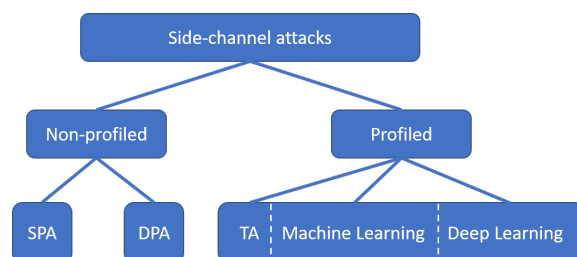 Side-channel attacks
Non-profiled
Profiled
SPA
DPA
TA
Machine Learning
Deep Learning